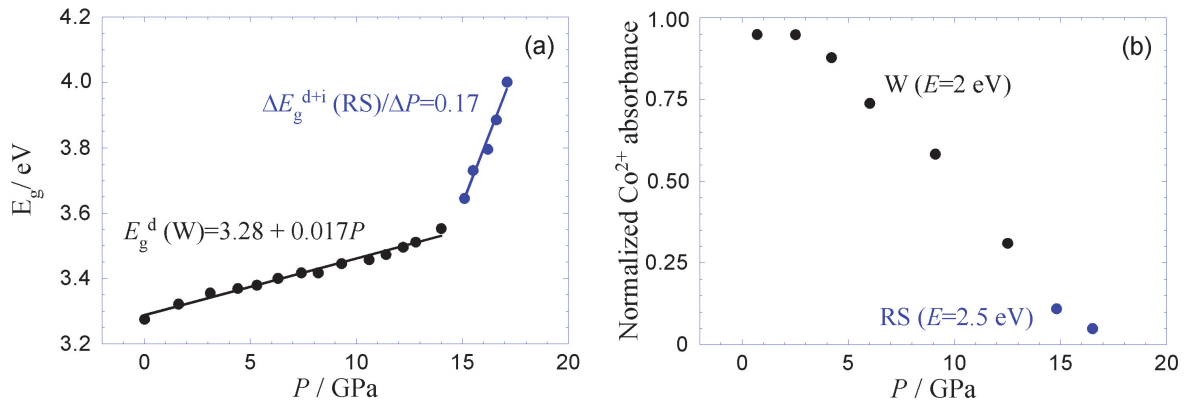 4.2
4.0
3.8
3.6
3.4
3.2
E_g/ eV
(a)
ΔE_g^{d+i} (RS)/ΔP=0.17
E_g^d (W)=3.28 + 0.017P
0 5 10 15 20
P / GPa
1.00
0.75
0.50
0.25
0
Normalized Co²⁺ absorbance
(b)
W (E=2 eV)
RS (E=2.5 eV)
0 5 10 15 20
P / GPa